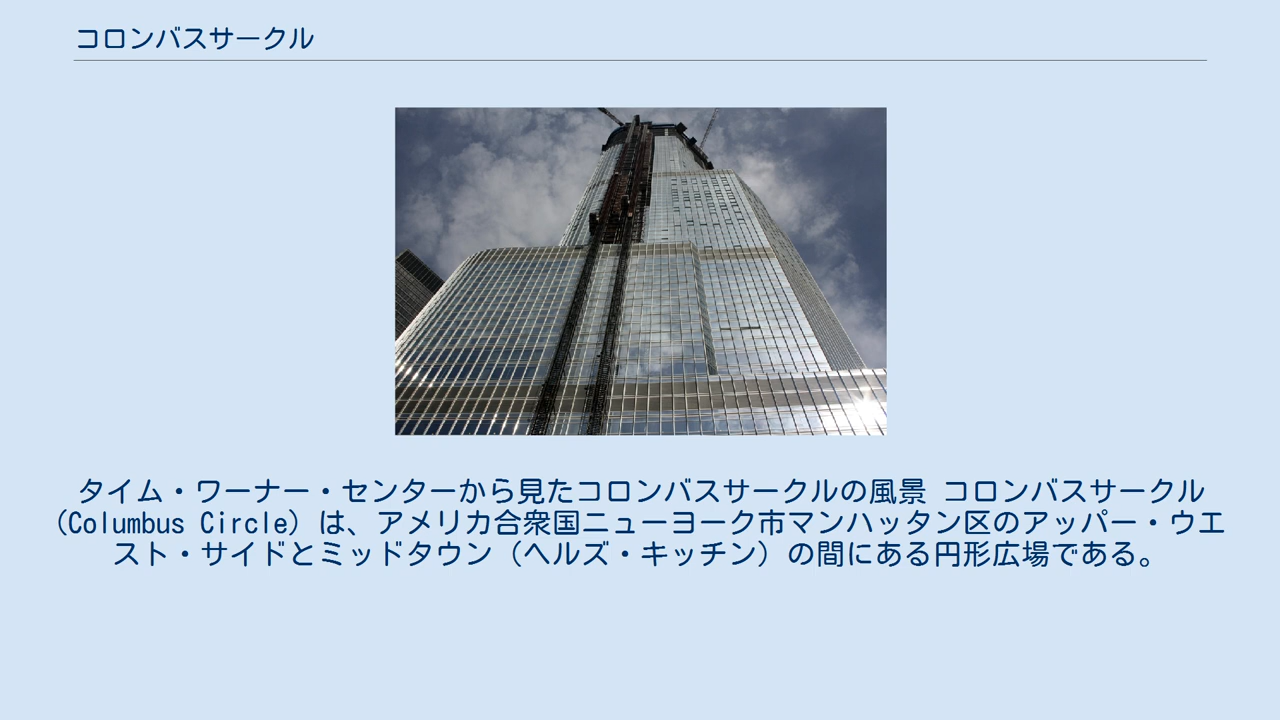 コロンバスサークル
タイム・ワーナー・センターから見たコロンバスサークルの風景 コロンバスサークル
（Columbus Circle）は、アメリカ合衆国ニューヨーク市マンハッタン区のアッパー・ウエ
スト・サイドとミッドタウン（ヘルズ・キッチン）の間にある円形広場である。